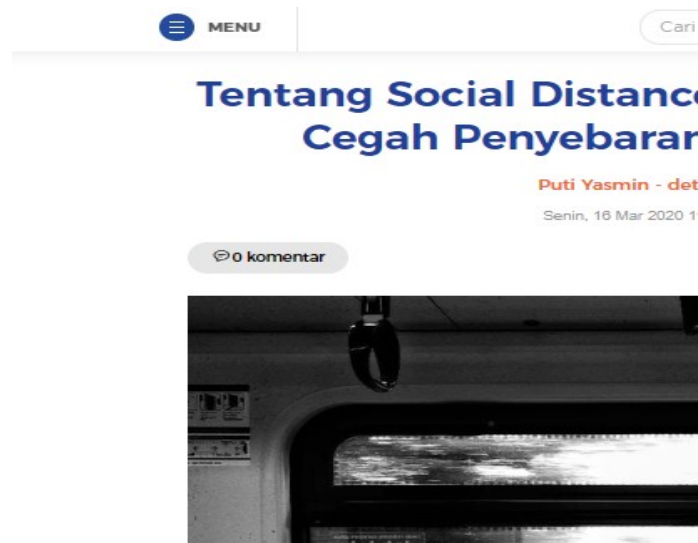 MENU
Cari
Tentang Social Distanc
Cegah Penyebaran
Puti Yasmin - det
Senin, 16 Mar 2020 1
0 komentar